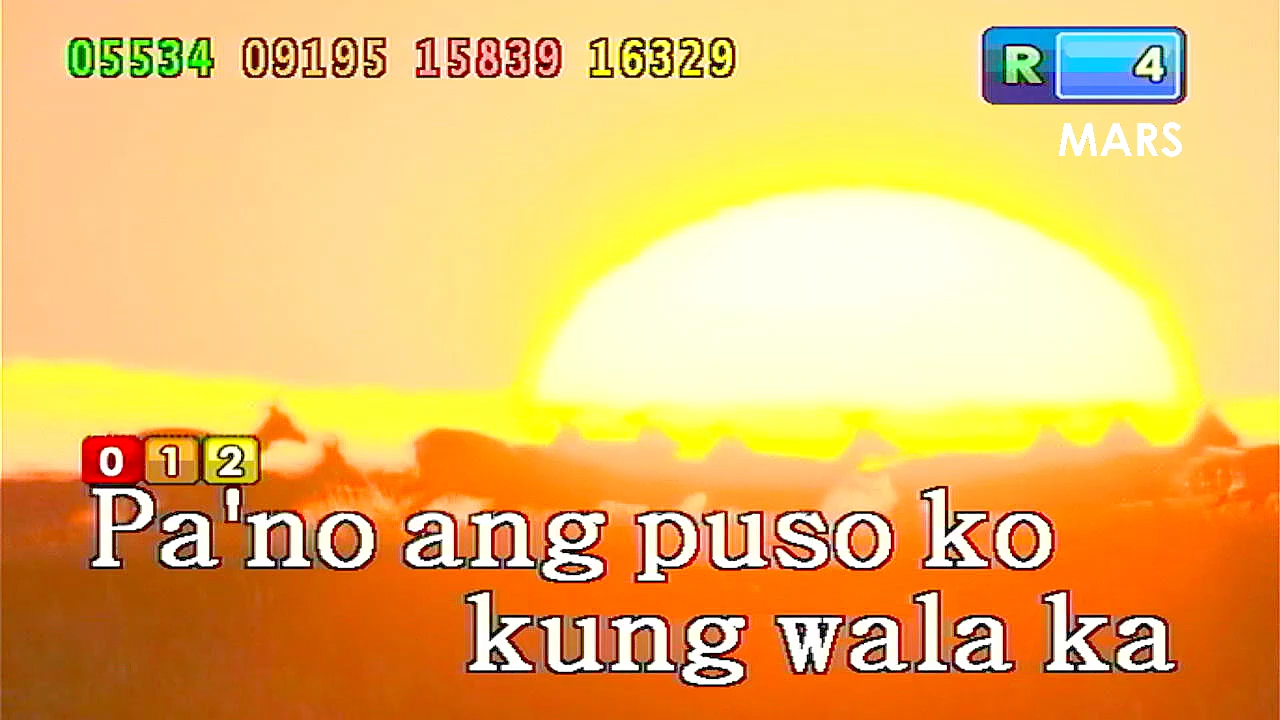 05534 09195 15839 16329
R 4
MARS
0 1 2
Pa'no ang puso ko
kung wala ka